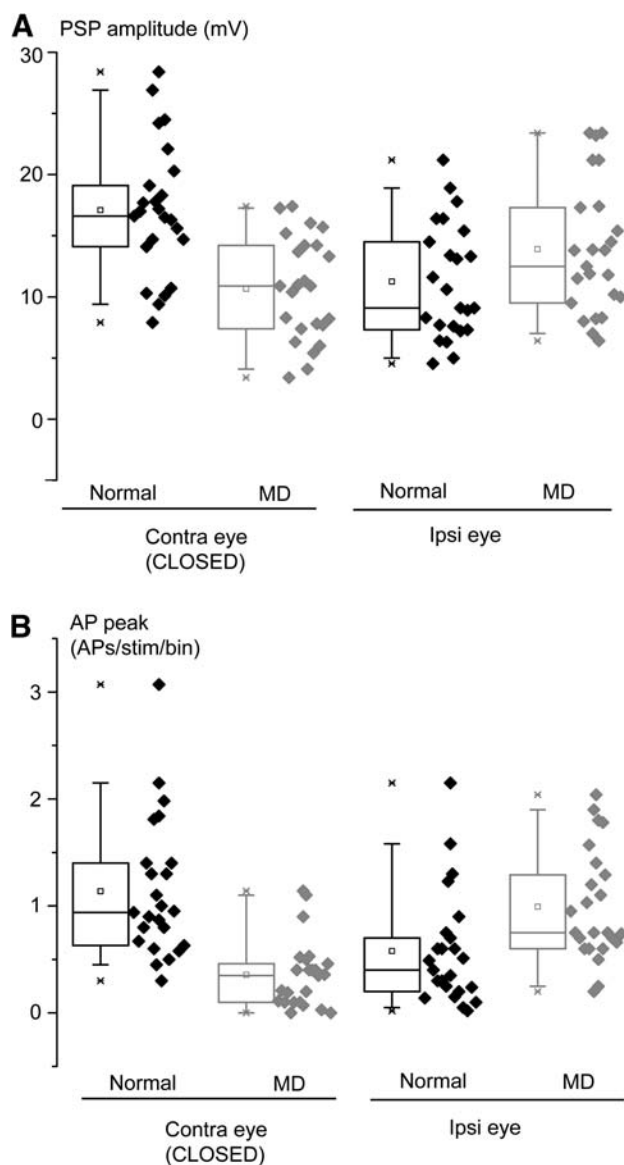 A PSP amplitude (mV)
30
20
10
0
Normal MD Normal MD
Contra eye Ipsi eye
(CLOSED)
B AP peak
(APs/stim/bin)
3
2
1
0
Normal MD Normal MD
Contra eye Ipsi eye
(CLOSED)